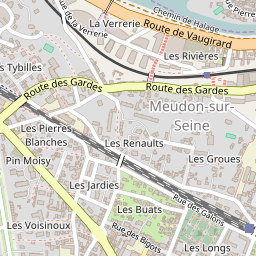 Chemin de Halage
La Verrerie
Route de Vaugirard
Rue de la Verrerie
Les Rivières
Tybilles
Route des Gardes
Route des Gardes
Meudon-sur-
Seine
Les Pierres
Blanches
Les Renaults
Pin Moisy
Les Groues
Les Jardies
Rue des Galons
Les Voisinoux
Les Buats
Rue des Bigots
Les Longs